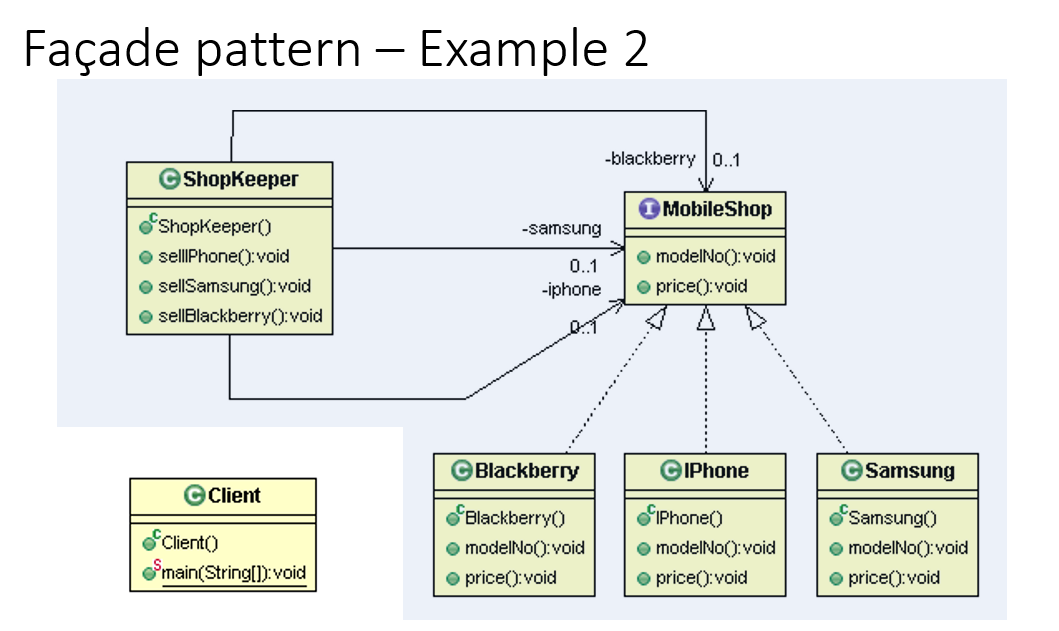 Façade pattern – Example 2
-blackberry 0..1
C ShopKeeper
C ShopKeeper()
sellIPhone():void
sellSamsung():void
sellBlackberry():void
I MobileShop
modelNo():void
price():void
-samsung
0..1
-iphone
0..1
C Blackberry
C Blackberry()
modelNo():void
price():void
C IPhone
C IPhone()
modelNo():void
price():void
C Samsung
C Samsung()
modelNo():void
price():void
C Client
C Client()
S main(String[]):void